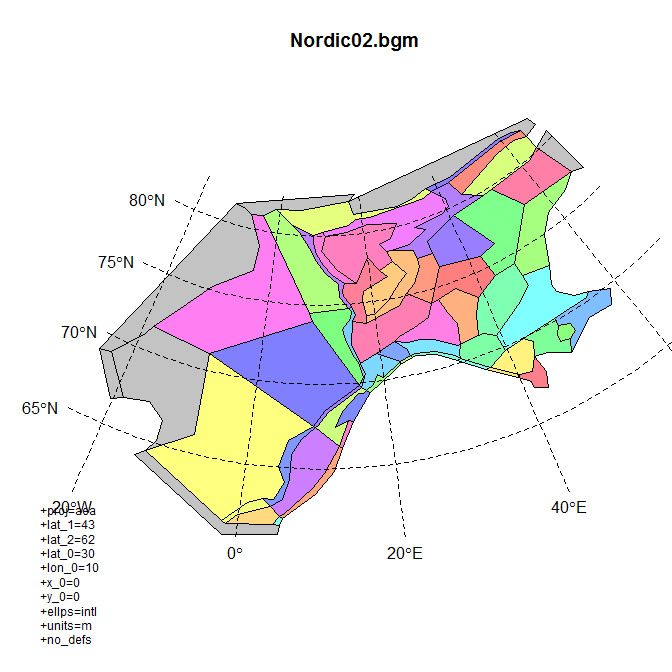 Nordic02.bgm
80°N
75°N
70°N
65°N
20°W
0°
20°E
40°E
+proj=aea
+lat_1=43
+lat_2=62
+lat_0=30
+lon_0=10
+x_0=0
+y_0=0
+ellps=intl
+units=m
+no_defs